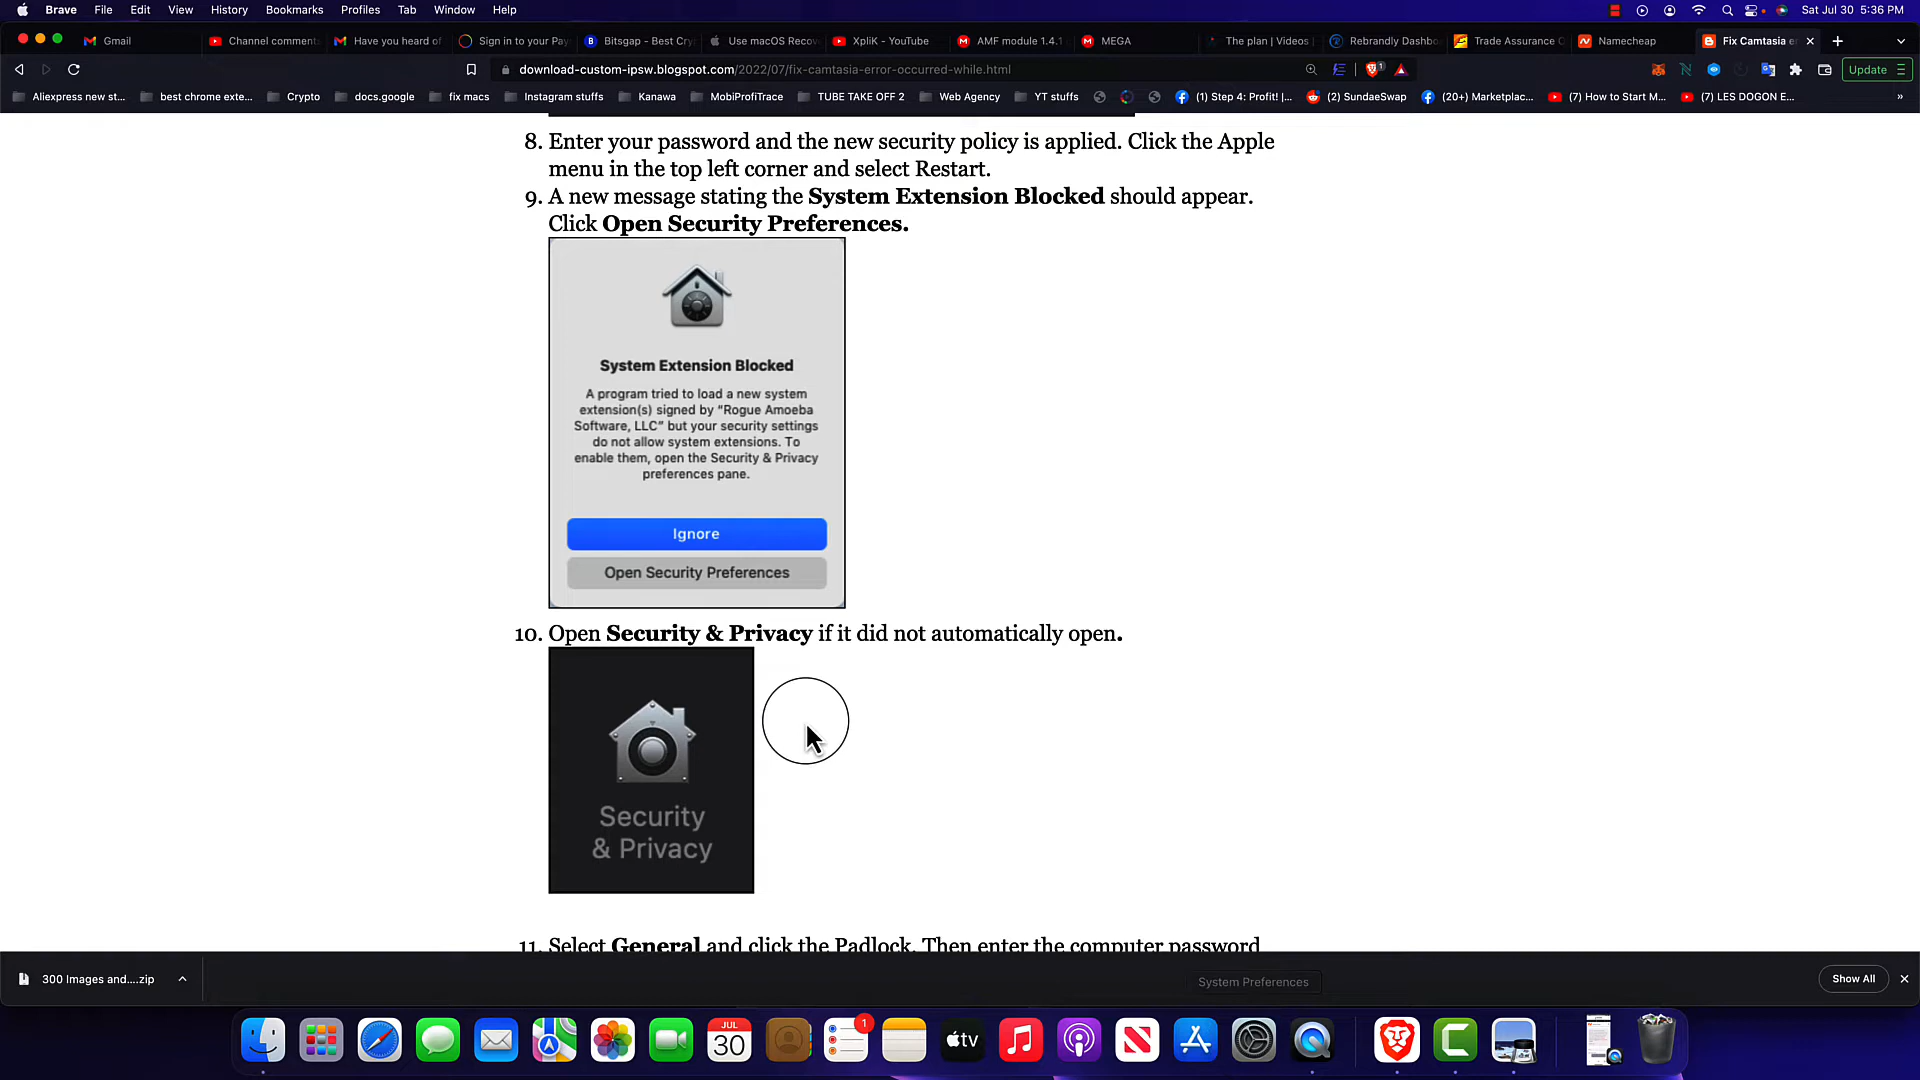 Brave File Edit View History Bookmarks Profiles Tab Window Help Sat Jul 30 5:36 PM
Gmail Channel comment Have you heard of Sign in to your Pay Bitsgap - Best Cry Use macOS Recov XpliK - YouTube AMF module 1.4.1 MEGA The plan | Videos Rebrandly Dashbo Trade Assurance O Namecheap Fix Camtasia er
download-custom-ipsw.blogspot.com/2022/07/fix-camtasia-error-occurred-while.html 1 Update
Aliexpress new st... best chrome exte... Crypto docs.google fix macs Instagram stuffs Kanawa MobiProfiTrace TUBE TAKE OFF 2 Web Agency YT stuffs (1) Step 4: Profit! |... (2) SundaeSwap (20+) Marketplac... (7) How to Start M... (7) LES DOGON E... »
8. Enter your password and the new security policy is applied. Click the Apple
menu in the top left corner and select Restart.
9. A new message stating the System Extension Blocked should appear.
Click Open Security Preferences.
System Extension Blocked
A program tried to load a new system
extension(s) signed by "Rogue Amoeba
Software, LLC" but your security settings
do not allow system extensions. To
enable them, open the Security & Privacy
preferences pane.
Ignore
Open Security Preferences
10. Open Security & Privacy if it did not automatically open.
Security
& Privacy
11. Select General and click the Padlock. Then enter the computer password
300 Images and....zip System Preferences Show All
JUL
30
1
tv